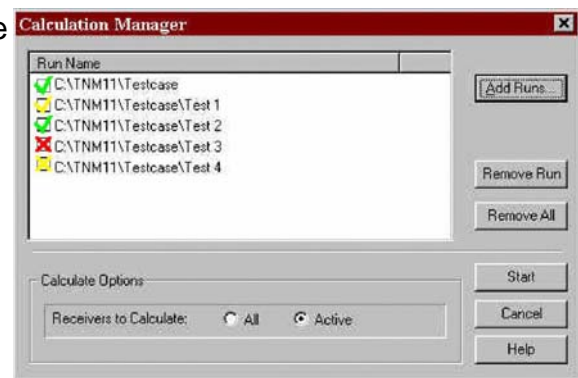 e
Calculation Manager
Run Name
C:\TNM11\Testcase
C:\TNM11\Testcase\Test 1
C:\TNM11\Testcase\Test 2
C:\TNM11\Testcase\Test 3
C:\TNM11\Testcase\Test 4
Add Runs...
Remove Run
Remove All
Calculate Options
Receivers to Calculate: All Active
Start
Cancel
Help